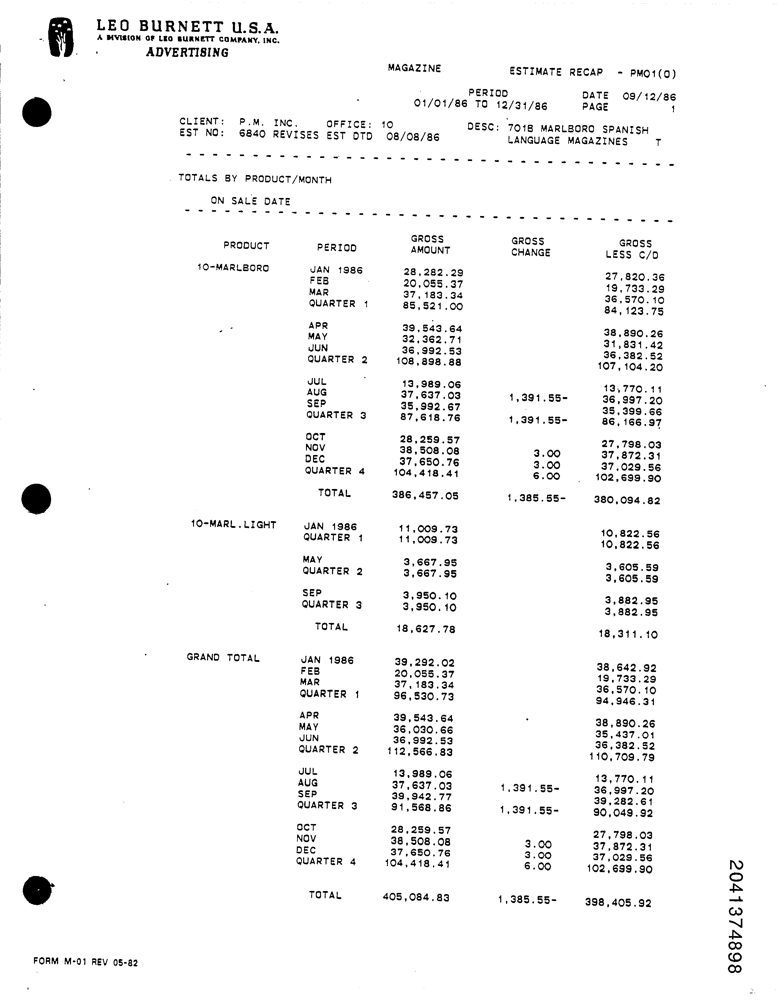 LEO BURNETT U.S.A.
A DIVISION OF LEO BURNETT COMPANY, INC.
ADVERTISING
MAGAZINE ESTIMATE RECAP - PM01(0)
PERIOD DATE 09/12/86
01/01/86 TO 12/31/86 PAGE 1
CLIENT: P.M. INC. OFFICE: 10 DESC: 701B MARLBORO SPANISH
EST NO: 6840 REVISES EST DTD 08/08/86 LANGUAGE MAGAZINES T
TOTALS BY PRODUCT/MONTH
ON SALE DATE
PRODUCT PERIOD GROSS AMOUNT GROSS CHANGE GROSS LESS C/D
10-MARLBORO JAN 1986 28,282.29 27,820.36
FEB 20,055.37 19,733.29
MAR 37,183.34 36,570.10
QUARTER 1 85,521.00 84,123.75
APR 39,543.64 38,890.26
MAY 32,362.71 31,831.42
JUN 36,992.53 36,382.52
QUARTER 2 108,898.88 107,104.20
JUL 13,989.06 13,770.11
AUG 37,637.03 1,391.55- 36,997.20
SEP 35,992.67 35,399.66
QUARTER 3 87,618.76 1,391.55- 86,166.97
OCT 28,259.57 27,798.03
NOV 38,508.08 3.00 37,872.31
DEC 37,650.76 3.00 37,029.56
QUARTER 4 104,418.41 6.00 102,699.90
TOTAL 386,457.05 1,385.55- 380,094.82
10-MARL.LIGHT JAN 1986 11,009.73 10,822.56
QUARTER 1 11,009.73 10,822.56
MAY 3,667.95 3,605.59
QUARTER 2 3,667.95 3,605.59
SEP 3,950.10 3,882.95
QUARTER 3 3,950.10 3,882.95
TOTAL 18,627.78 18,311.10
GRAND TOTAL JAN 1986 39,292.02 38,642.92
FEB 20,055.37 19,733.29
MAR 37,183.34 36,570.10
QUARTER 1 96,530.73 94,946.31
APR 39,543.64 38,890.26
MAY 36,030.66 35,437.01
JUN 36,992.53 36,382.52
QUARTER 2 112,566.83 110,709.79
JUL 13,989.06 13,770.11
AUG 37,637.03 1,391.55- 36,997.20
SEP 39,942.77 39,282.61
QUARTER 3 91,568.86 1,391.55- 90,049.92
OCT 28,259.57 27,798.03
NOV 38,508.08 3.00 37,872.31
DEC 37,650.76 3.00 37,029.56
QUARTER 4 104,418.41 6.00 102,699.90
TOTAL 405,084.83 1,385.55- 398,405.92
2041374898
FORM M-01 REV 05-82